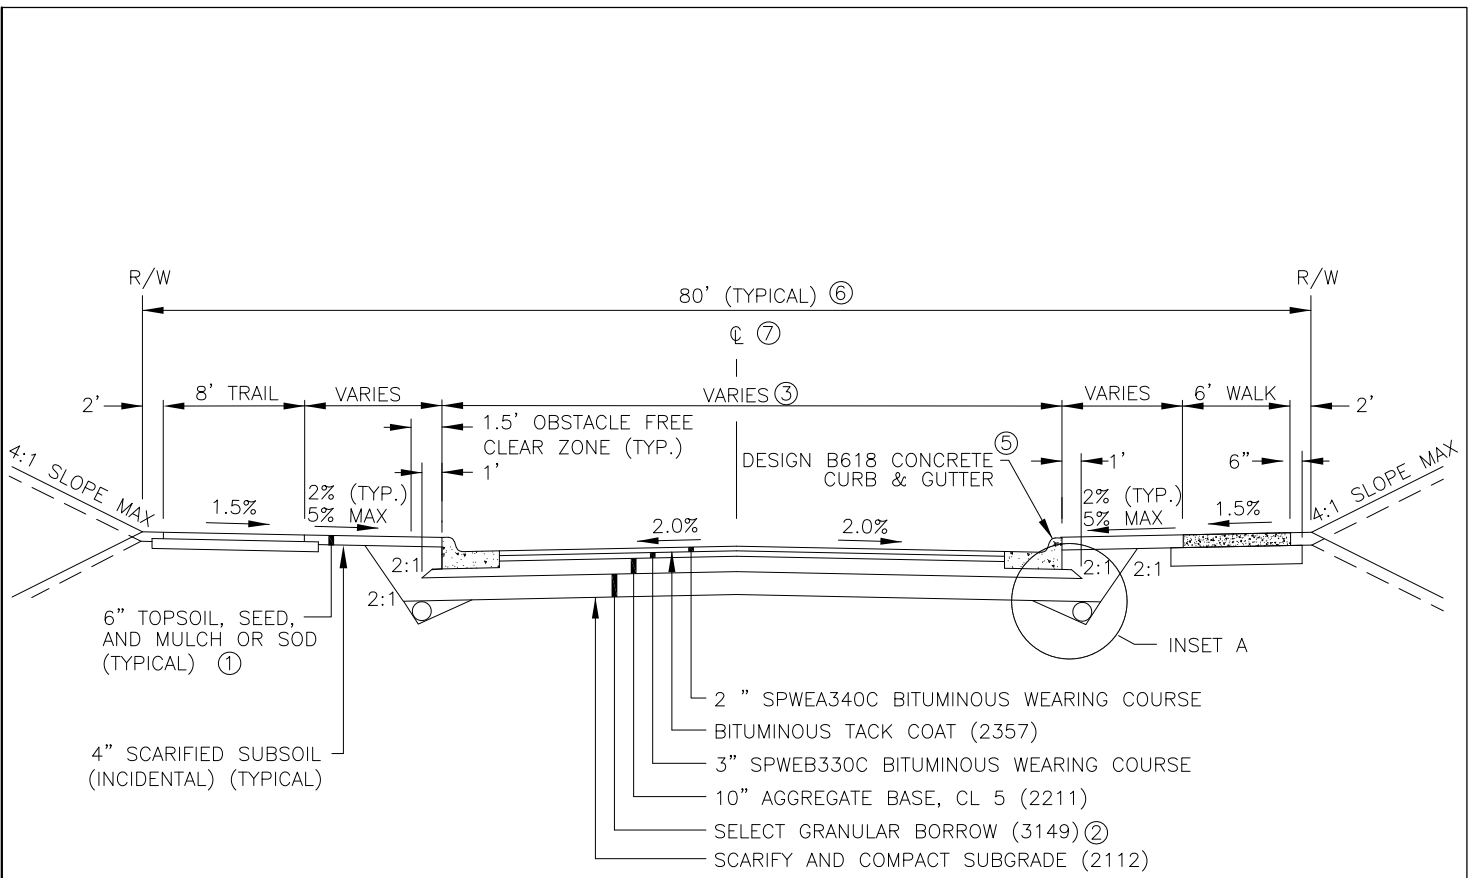 R/W
R/W
80' (TYPICAL) ⑥
℄ ⑦
2'
8' TRAIL
VARIES
VARIES ③
VARIES
6' WALK
2'
1.5' OBSTACLE FREE
CLEAR ZONE (TYP.)
1'
DESIGN B618 CONCRETE ⑤
CURB & GUTTER
1'
6"
4:1 SLOPE MAX
1.5%
2% (TYP.)
5% MAX
2.0%
2.0%
2% (TYP.)
5% MAX
1.5%
4:1 SLOPE MAX
2:1
2:1
2:1
2:1
6" TOPSOIL, SEED,
AND MULCH OR SOD
(TYPICAL) ①
INSET A
4" SCARIFIED SUBSOIL
(INCIDENTAL) (TYPICAL)
2 " SPWEA340C BITUMINOUS WEARING COURSE
BITUMINOUS TACK COAT (2357)
3" SPWEB330C BITUMINOUS WEARING COURSE
10" AGGREGATE BASE, CL 5 (2211)
SELECT GRANULAR BORROW (3149) ②
SCARIFY AND COMPACT SUBGRADE (2112)